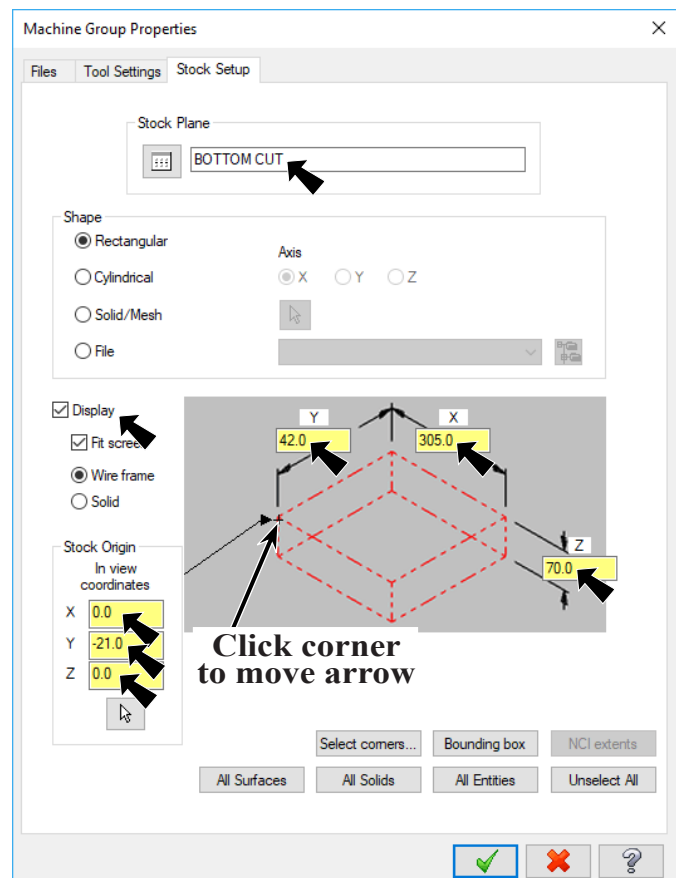 Machine Group Properties
Files Tool Settings Stock Setup
Stock Plane
BOTTOM CUT
Shape
Rectangular
Axis
Cylindrical X Y Z
Solid/Mesh
File
Display
Y X
Fit screen
42.0 305.0
Wire frame
Solid
Stock Origin
Z
In view
coordinates
70.0
X 0.0
Y -21.0
Z 0.0
Click corner
to move arrow
Select corners... Bounding box NCI extents
All Surfaces All Solids All Entities Unselect All